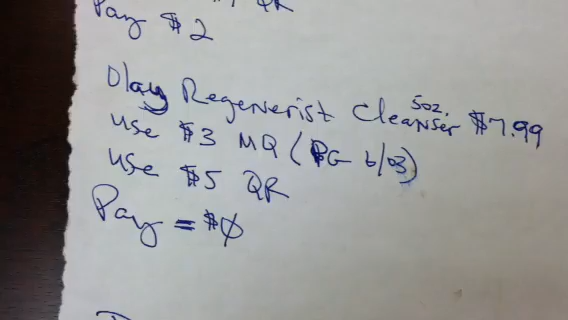 QR
Pay $2
Olay Regenerist Cleanser 5oz. $7.99
use $3 MQ (PG 6/03)
use $5 QR
Pay = $0